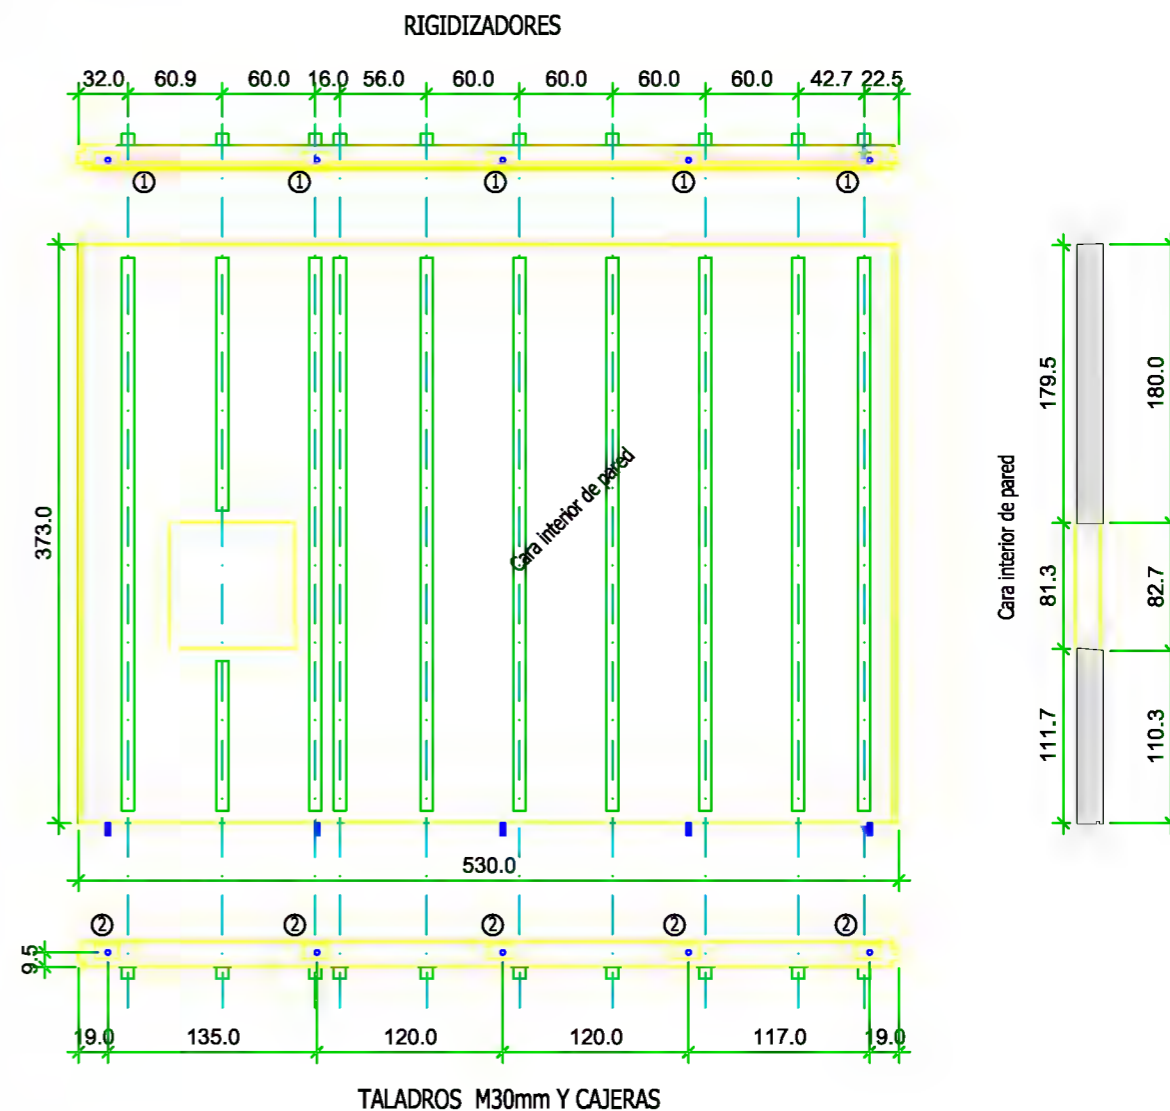 RIGIDIZADORES
32.0 60.9 60.0 16.0 56.0 60.0 60.0 60.0 60.0 42.7 22.5
1 1 1 1 1
373.0
Cara interior de pared
530.0
2 2 2 2 2
9.5
19.0 135.0 120.0 120.0 117.0 19.0
TALADROS M30mm Y CAJERAS
Cara interior de pared
179.5 180.0
81.3 82.7
111.7 110.3